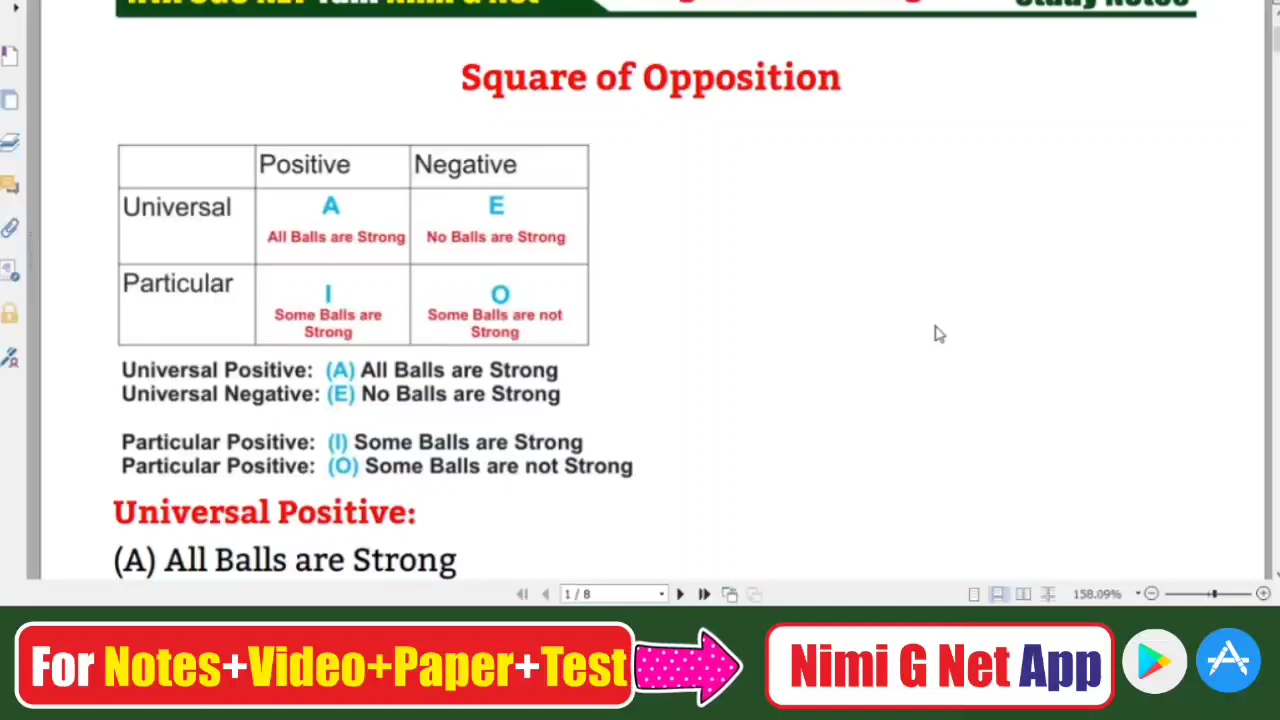 Square of Opposition
Positive Negative
Universal A E
All Balls are Strong No Balls are Strong
Particular I O
Some Balls are Some Balls are not
Strong Strong
Universal Positive: (A) All Balls are Strong
Universal Negative: (E) No Balls are Strong
Particular Positive: (I) Some Balls are Strong
Particular Positive: (O) Some Balls are not Strong
Universal Positive:
(A) All Balls are Strong
1 / 8
158.09%
For Notes+Video+Paper+Test
Nimi G Net App